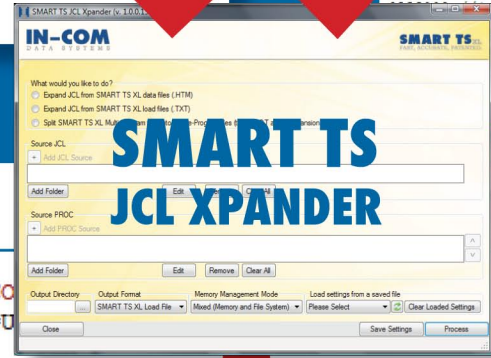 SMART TS JCL Xpander (v. 1.0.0.1
IN-COM
DATA SYSTEMS
SMART TS XL
FAST, ACCURATE, PATENTED.
What would you like to do?
Expand JCL from SMART TS XL data files (.HTM)
Expand JCL from SMART TS XL load files (.TXT)
Split SMART TS XL
Source JCL
+ Add JCL Source
SMART TS
Add Folder
Edit
Clear All
JCL XPANDER
Source PROC
+ Add PROC Source
Add Folder
Edit
Remove
Clear All
Output Directory
Output Format
Memory Management Mode
Load settings from a saved file
...
SMART TS XL Load File
Mixed (Memory and File System)
Please Select
Clear Loaded Settings
Close
Save Settings
Process